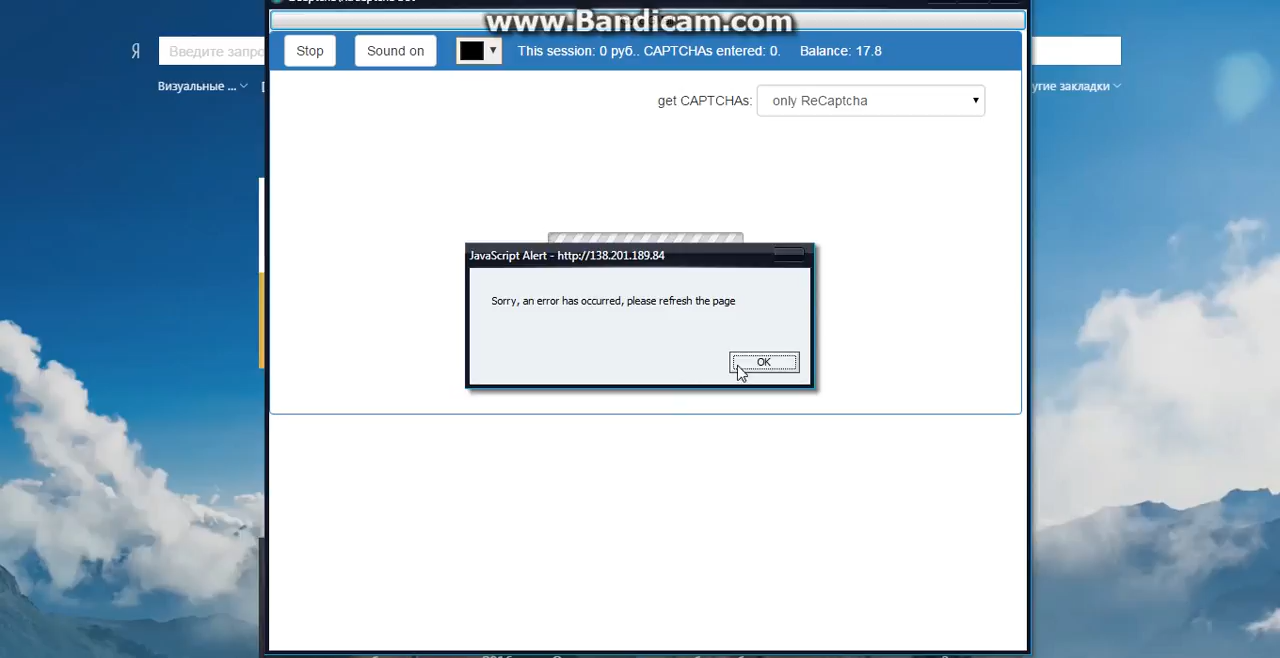 www.Bandicam.com
Я
Введите запро
Stop
Sound on
This session: 0 руб.. CAPTCHAs entered: 0.
Balance: 17.8
Визуальные ...
угие закладки
get CAPTCHAs:
only ReCaptcha
JavaScript Alert - http://138.201.189.84
Sorry, an error has occurred, please refresh the page
OK